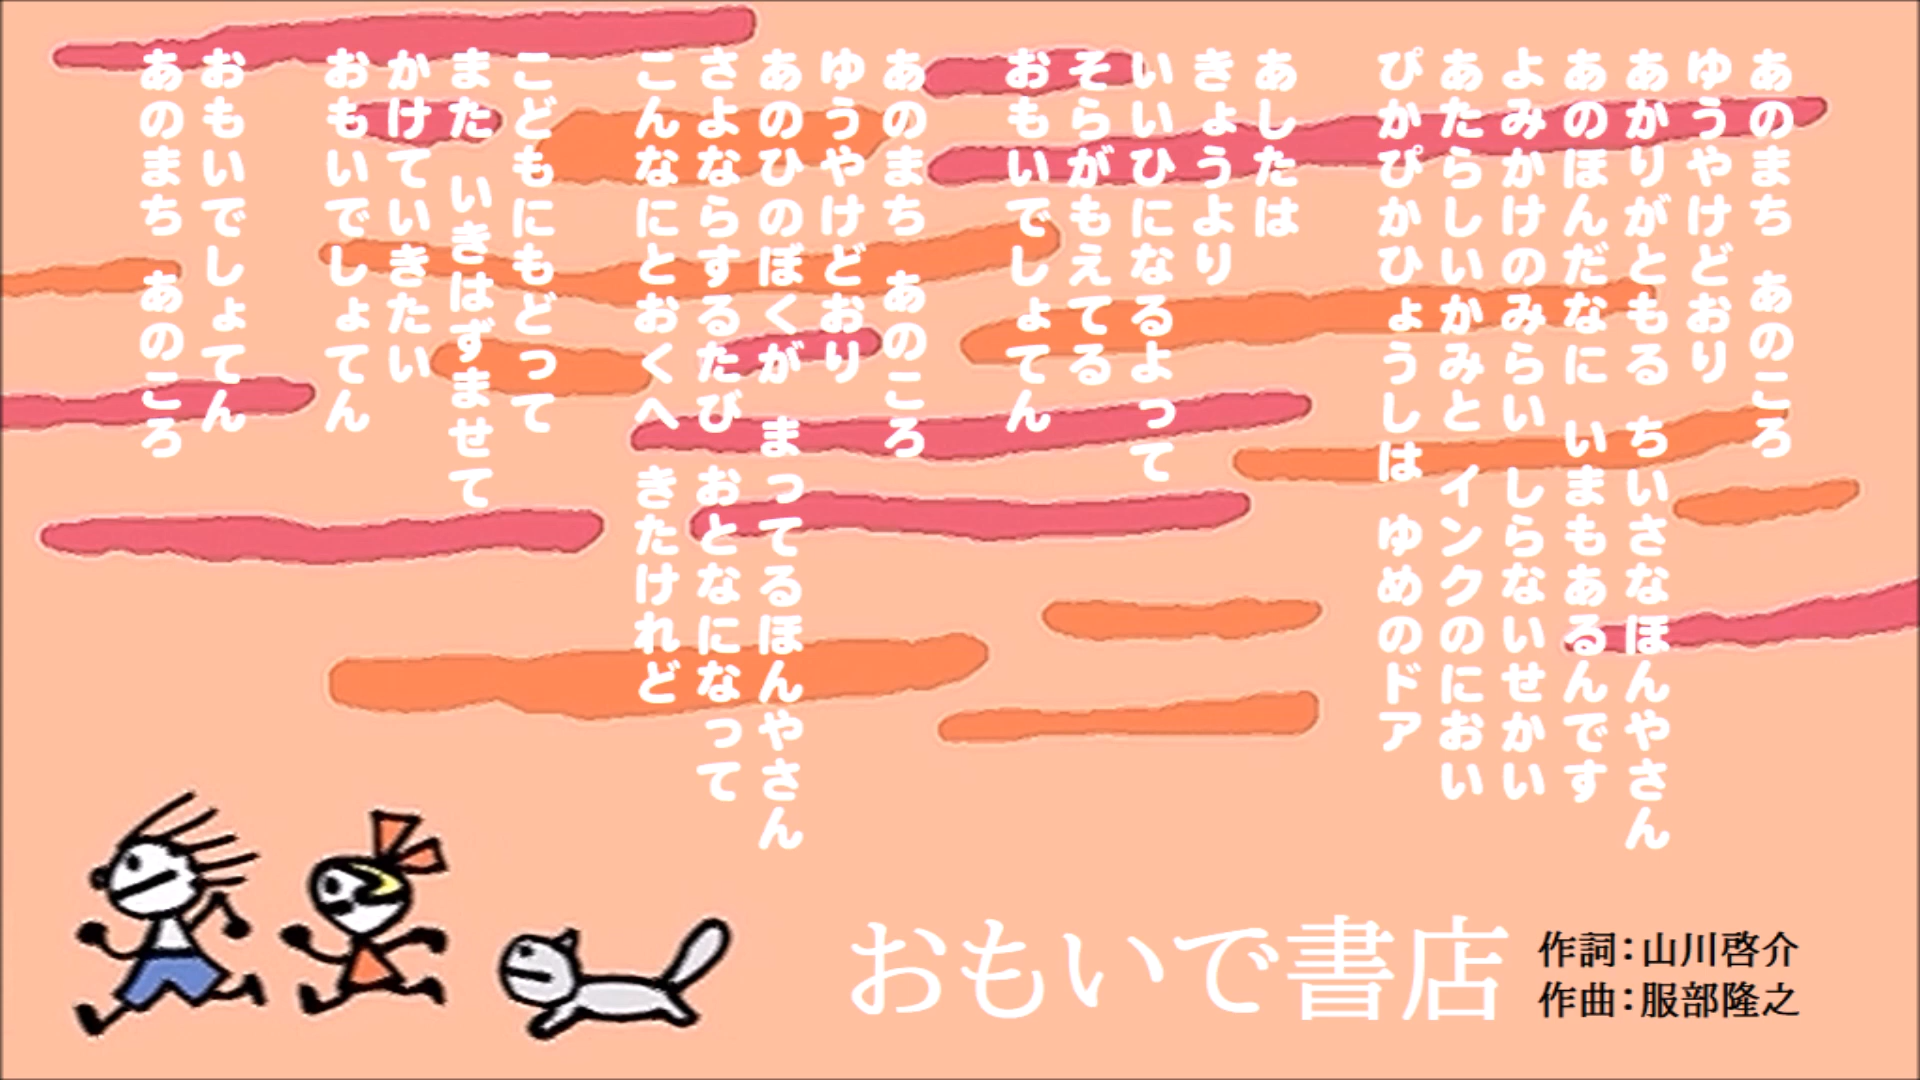 あのまち　あのころ
ゆうやけどおり
あかりがともる　ちいさなほんやさん
あのほんだなに　いまもあるんです
よみかけのみらい　しらないせかい
あたらしいかみと　インクのにおい
ぴかぴかひょうしは　ゆめのドア
あしたは
きょうより
いいひになるよって
そらがもえてる
おもいでしょてん
あのまち　あのころ
ゆうやけどおり
あのひのぼくが　まってるほんやさん
さよならするたび　おとなになって
こんなにとおくへ　きたけれど
こどもにもどって
また　いきはずませて
かけていきたい
おもいでしょてん
おもいでしょてん
あのまち　あのころ
おもいで書店
作詞：山川啓介
作曲：服部隆之